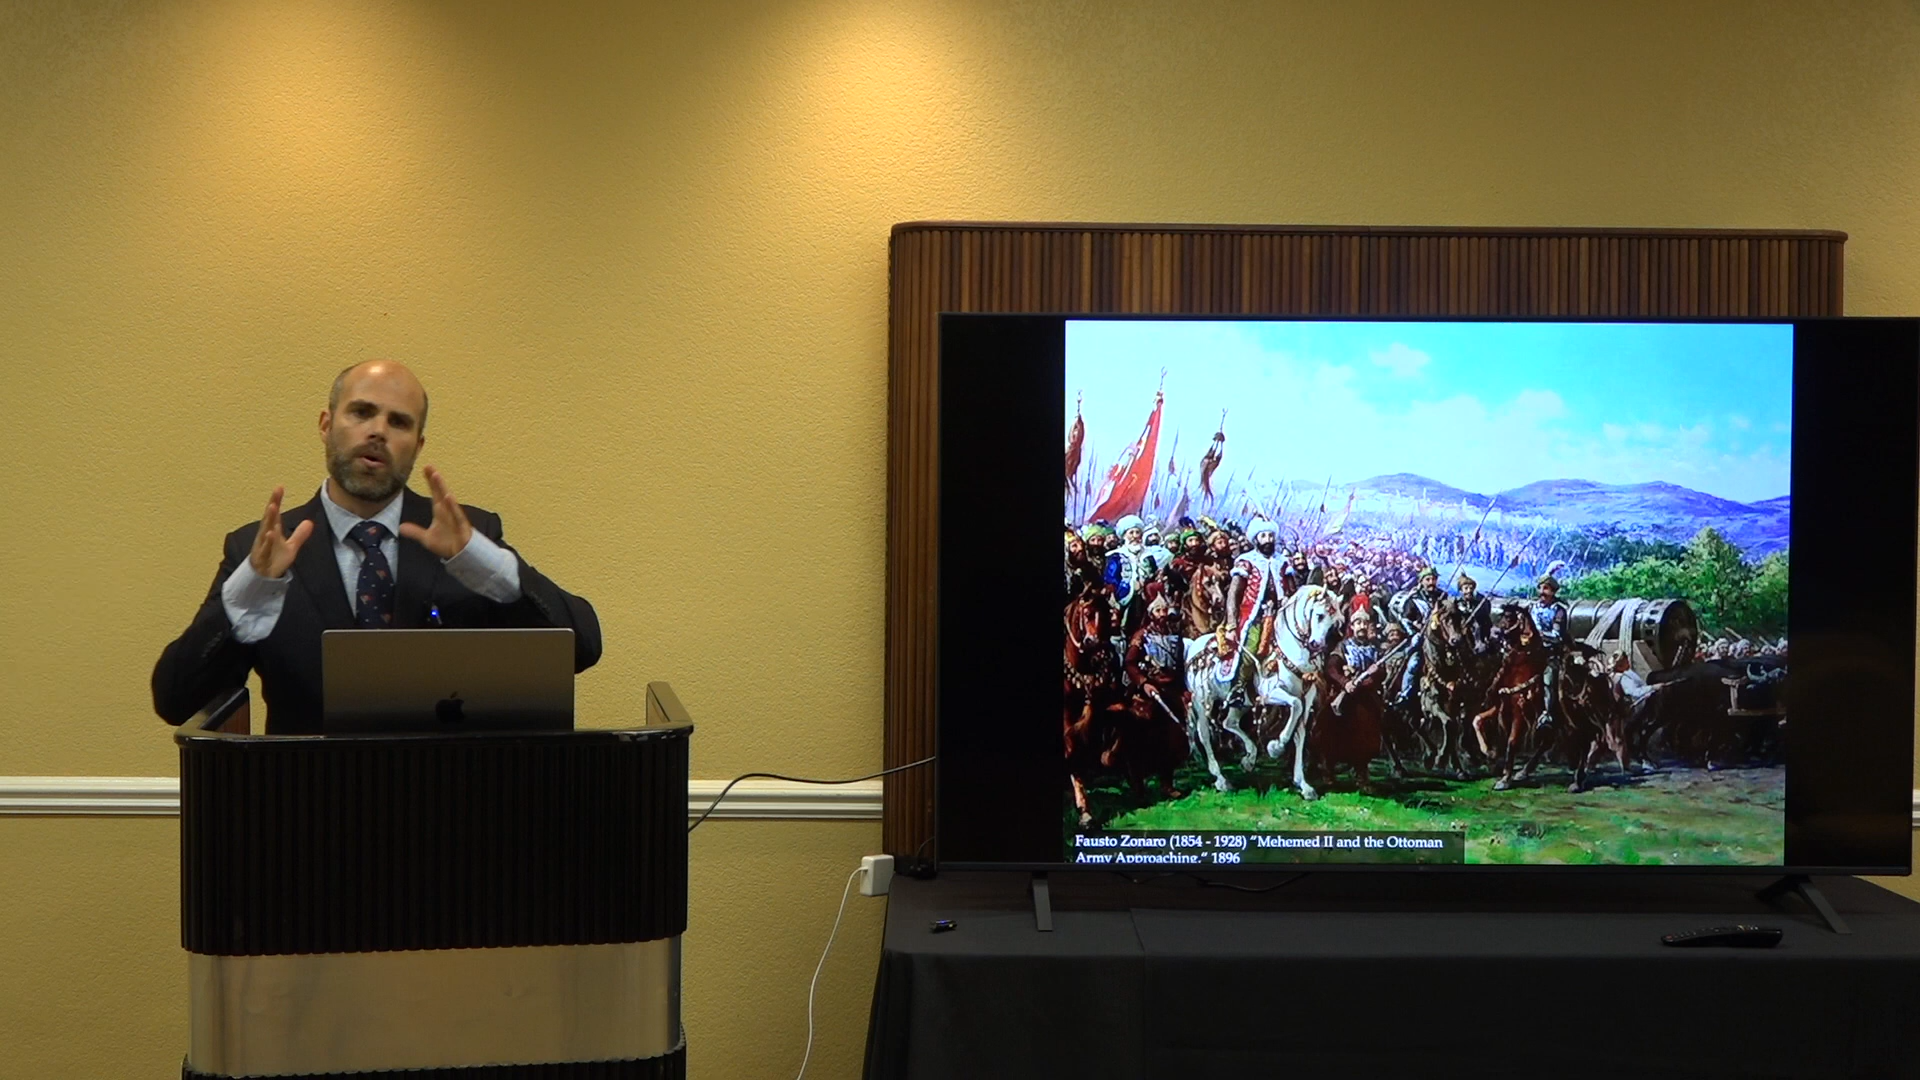 Fausto Zonaro (1854 - 1928) “Mehemed II and the Ottoman
Army Approaching.“ 1896